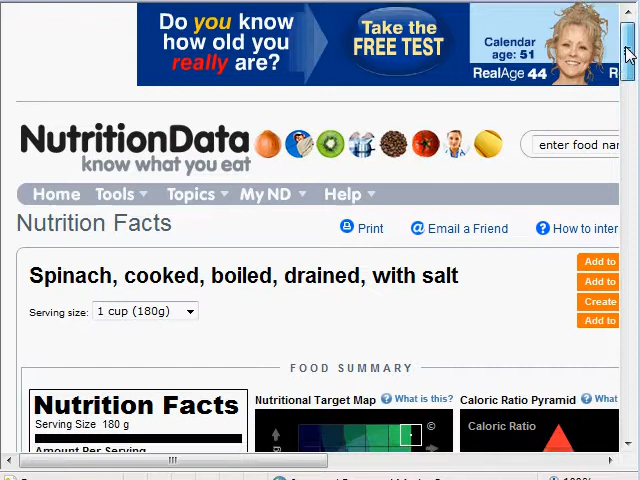 Do you know
how old you
really are?
Take the
FREE TEST
Calendar
age: 51
RealAge 44
NutritionData
know what you eat
enter food nar
Home Tools Topics My ND Help
Nutrition Facts
Print Email a Friend How to inter
Spinach, cooked, boiled, drained, with salt
Serving size: 1 cup (180g)
Add to
Add to
Create
Add to
FOOD SUMMARY
Nutrition Facts
Serving Size 180 g
Amount Per Serving
Nutritional Target Map What is this?
©
Caloric Ratio Pyramid What
Caloric Ratio